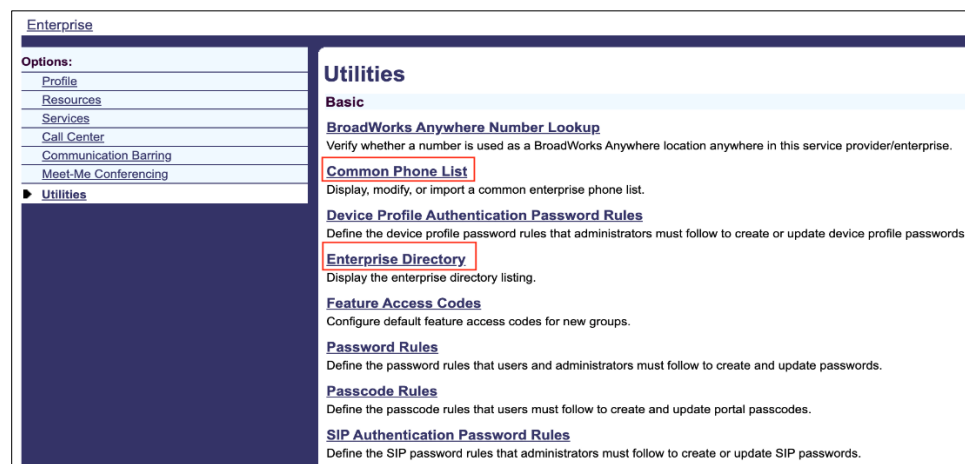 Enterprise
Options:
Profile
Resources
Services
Call Center
Communication Barring
Meet-Me Conferencing
Utilities
Utilities
Basic
BroadWorks Anywhere Number Lookup
Verify whether a number is used as a BroadWorks Anywhere location anywhere in this service provider/enterprise.
Common Phone List
Display, modify, or import a common enterprise phone list.
Device Profile Authentication Password Rules
Define the device profile password rules that administrators must follow to create or update device profile passwords
Enterprise Directory
Display the enterprise directory listing.
Feature Access Codes
Configure default feature access codes for new groups.
Password Rules
Define the password rules that users and administrators must follow to create and update passwords.
Passcode Rules
Define the passcode rules that users must follow to create and update portal passcodes.
SIP Authentication Password Rules
Define the SIP password rules that administrators must follow to create or update SIP passwords.